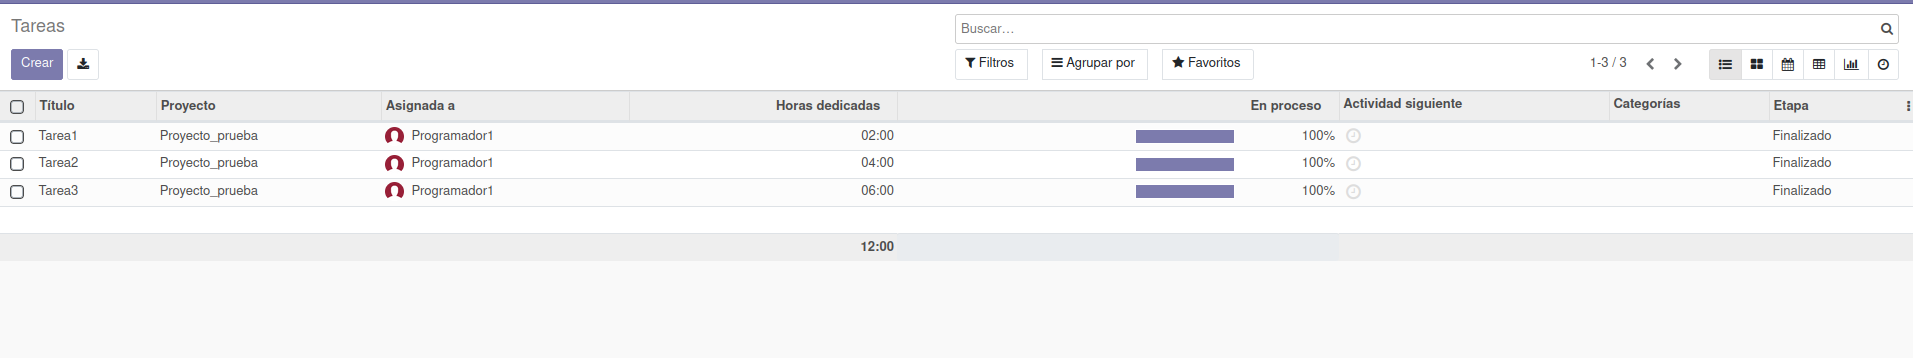 Tareas
Buscar...
Crear
Filtros Agrupar por Favoritos 1-3 / 3
Título Proyecto Asignada a Horas dedicadas En proceso Actividad siguiente Categorías Etapa
Tarea1 Proyecto_prueba Programador1 02:00 100% Finalizado
Tarea2 Proyecto_prueba Programador1 04:00 100% Finalizado
Tarea3 Proyecto_prueba Programador1 06:00 100% Finalizado
12:00